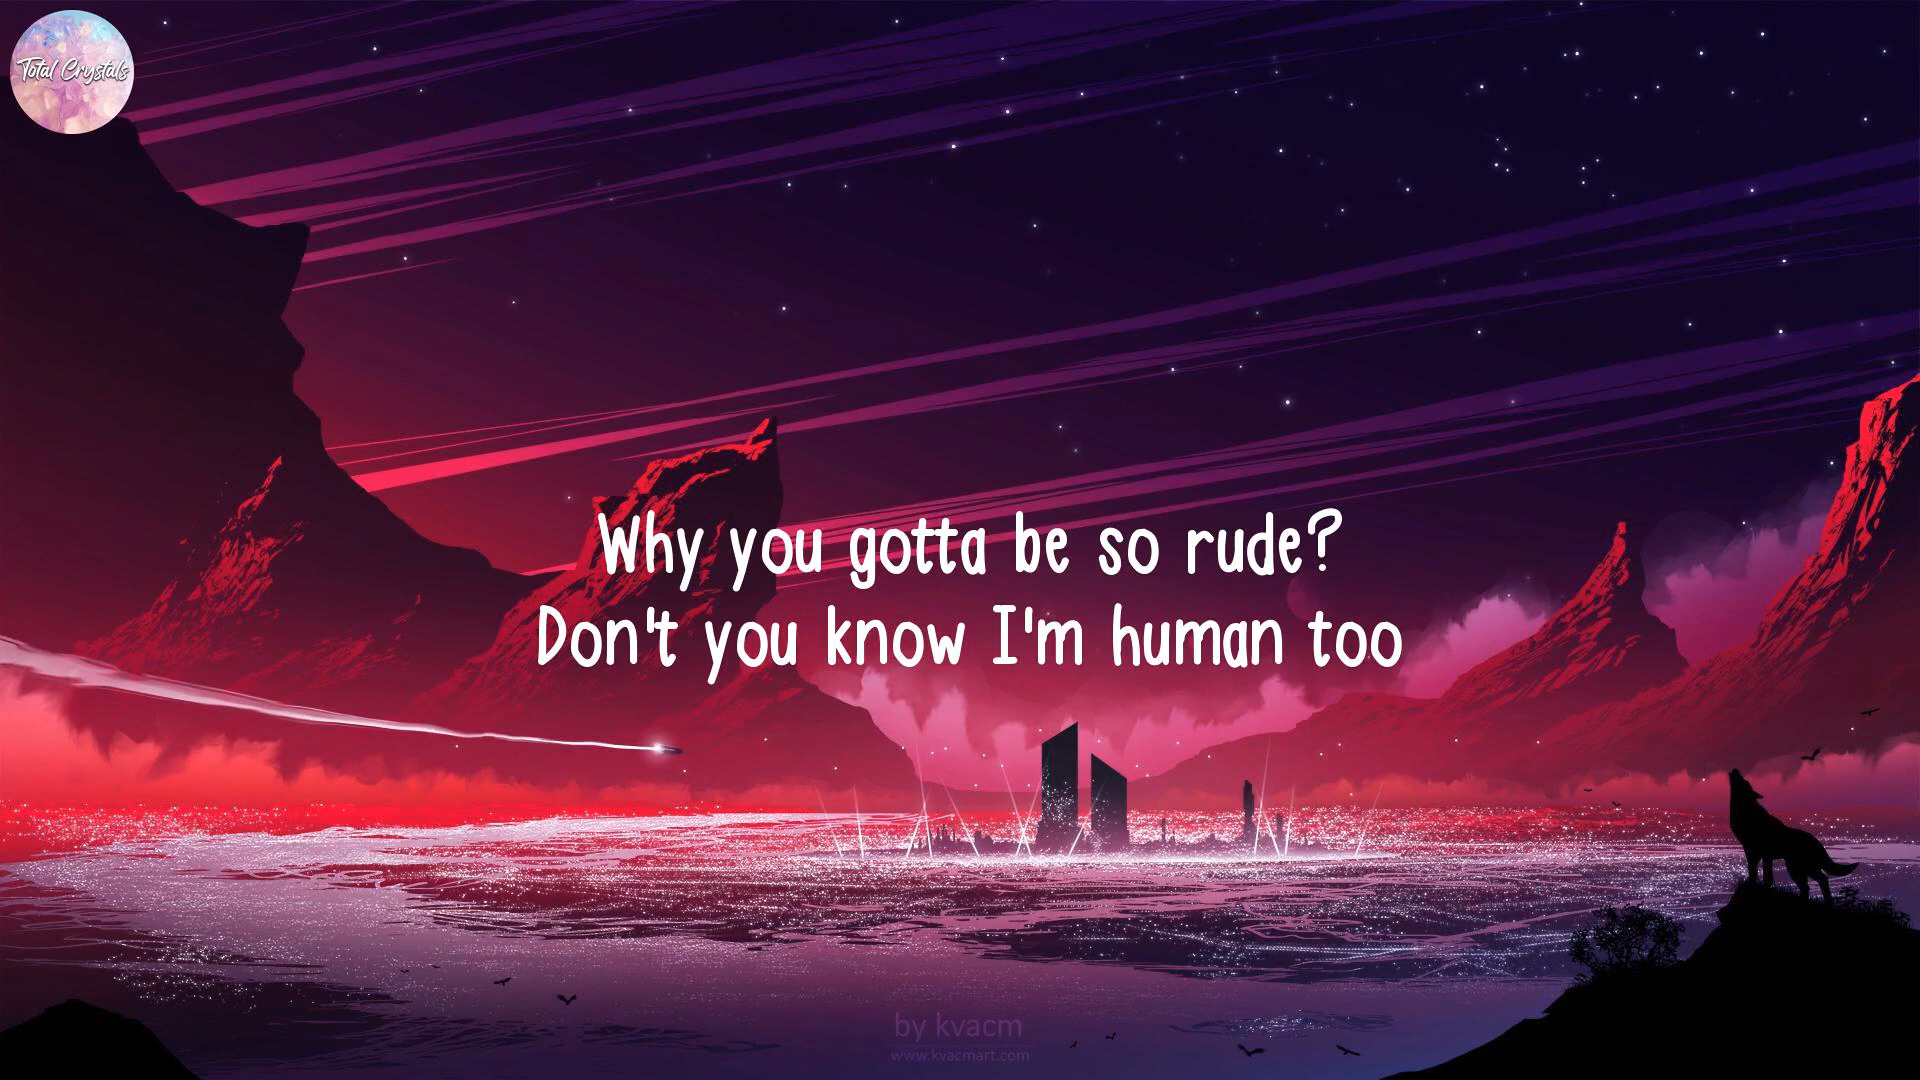 Total Crystals
Why you gotta be so rude?
Don't you know I'm human too
by kvacm
www.kvacmart.com